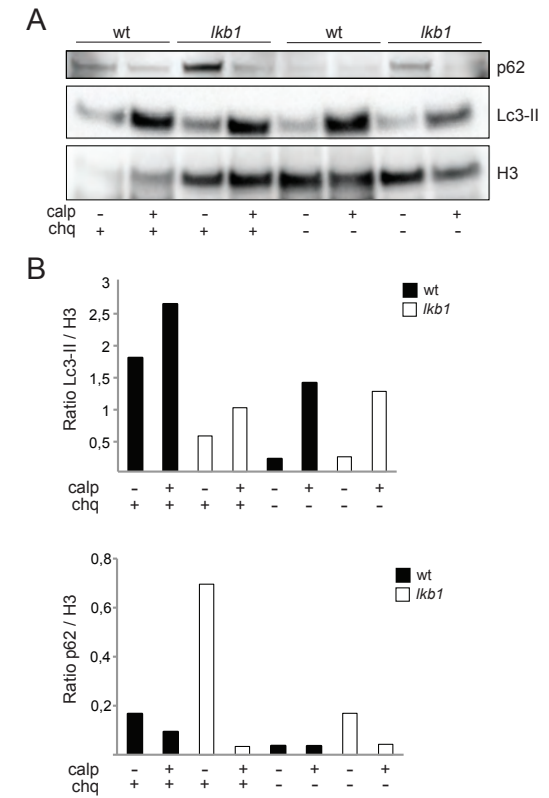 A
wt lkb1 wt lkb1
p62
Lc3-II
H3
calp - + - + - + - +
chq + + + + - - - -
B
3
2,5
2
1,5
1
0,5
Ratio Lc3-II / H3
wt
lkb1
calp - + - + - + - +
chq + + + + - - - -
0,8
0,6
0,4
0,2
Ratio p62 / H3
wt
lkb1
calp - + - + - + - +
chq + + + + - - - -